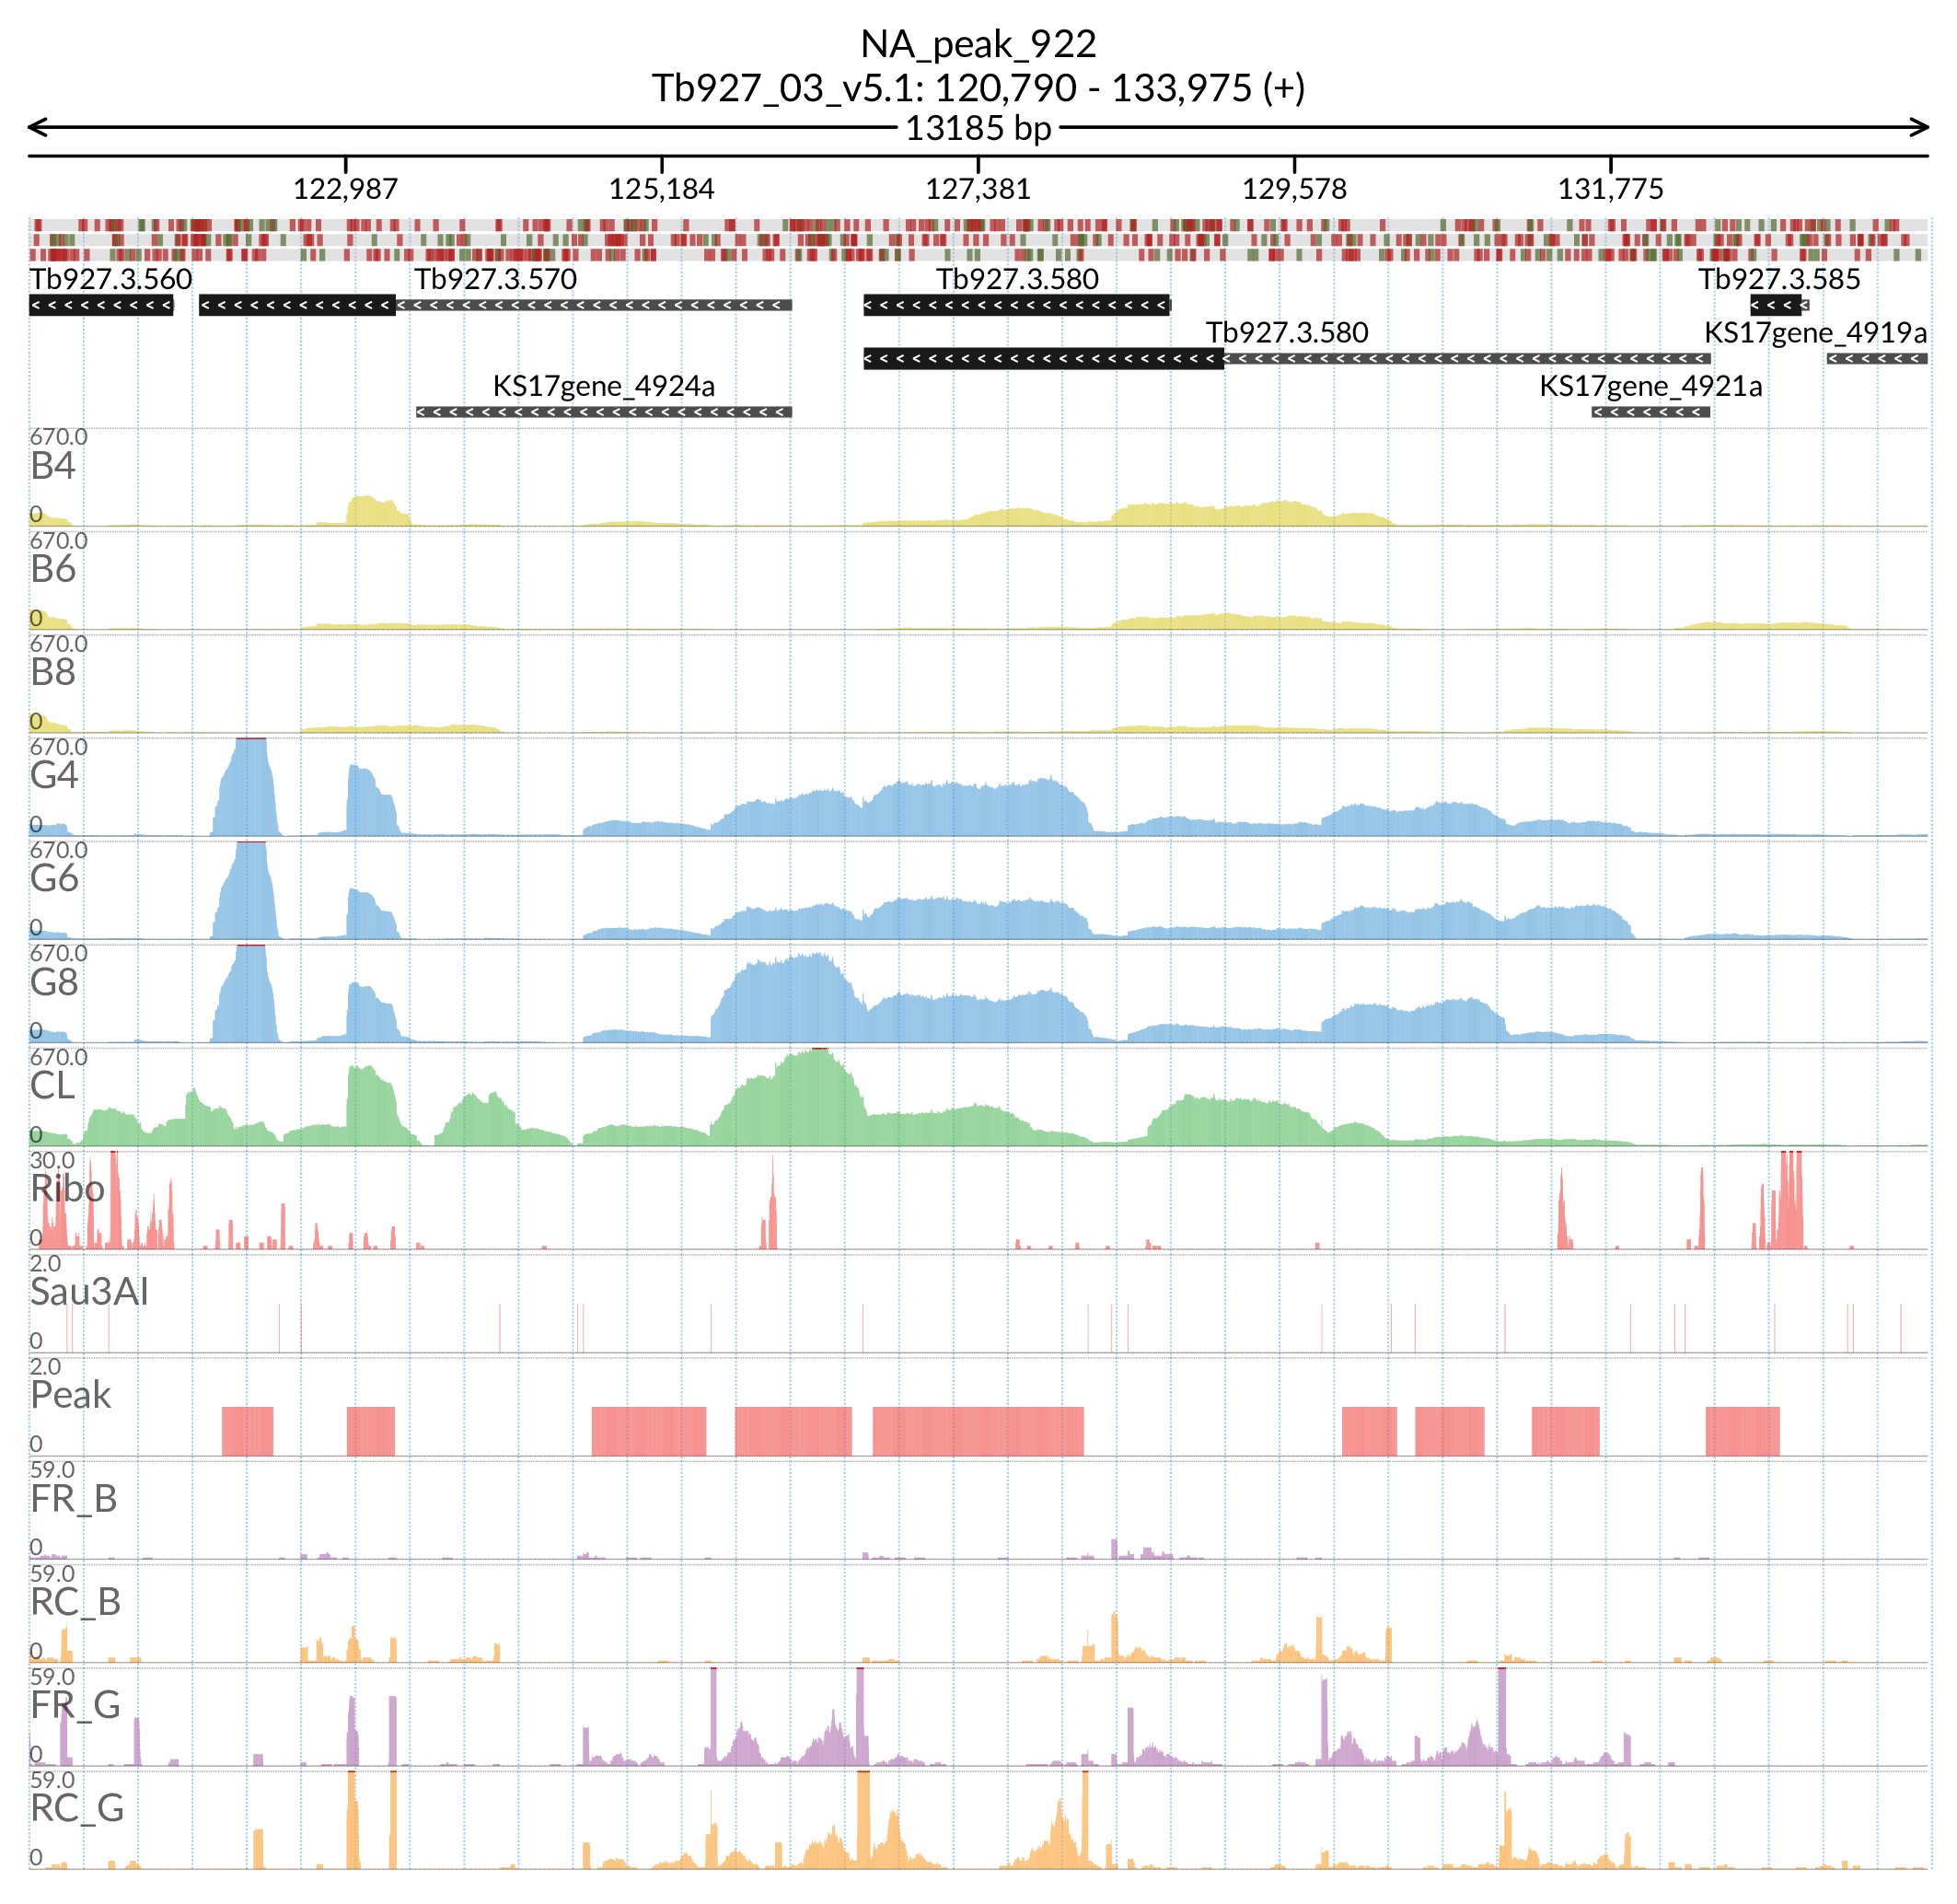 NA_peak_922
Tb927_03_v5.1: 120,790 - 133,975 (+)
13185 bp
122,987 125,184 127,381 129,578 131,775
Tb927.3.560 Tb927.3.570 Tb927.3.580 Tb927.3.585
Tb927.3.580 KS17gene_4919a
KS17gene_4924a KS17gene_4921a
670.0
B4
0
670.0
B6
0
670.0
B8
0
670.0
G4
0
670.0
G6
0
670.0
G8
0
670.0
CL
0
30.0
Ribo
0
2.0
Sau3AI
0
2.0
Peak
0
59.0
FR_B
0
59.0
RC_B
0
59.0
FR_G
0
59.0
RC_G
0